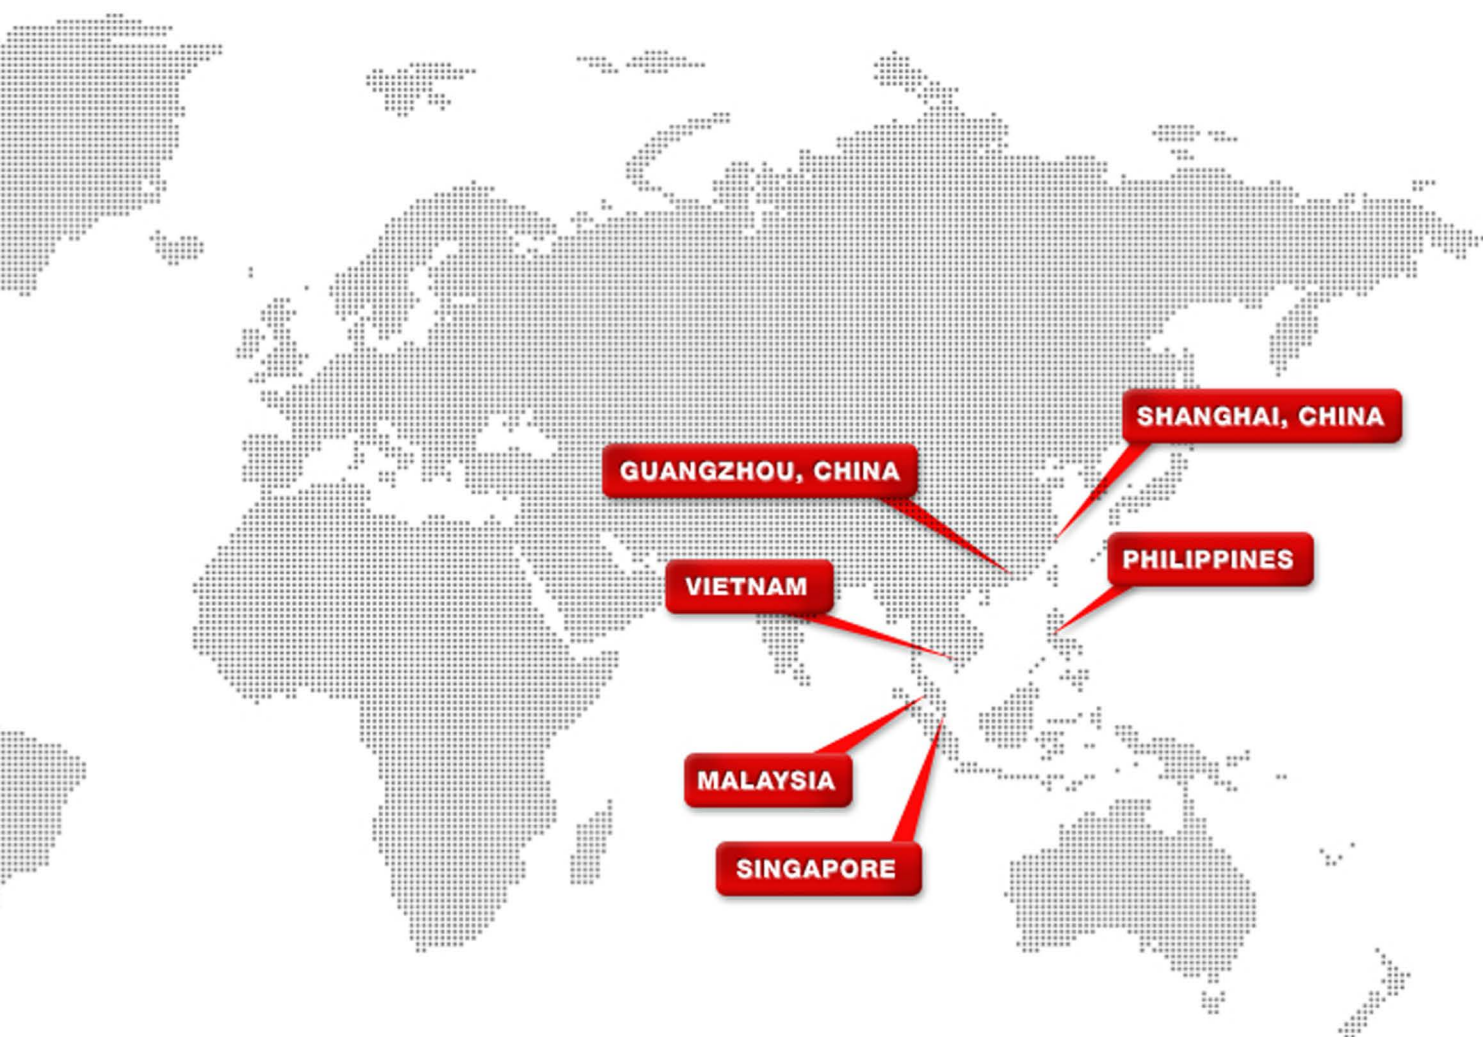 SHANGHAI, CHINA
GUANGZHOU, CHINA
PHILIPPINES
VIETNAM
MALAYSIA
SINGAPORE